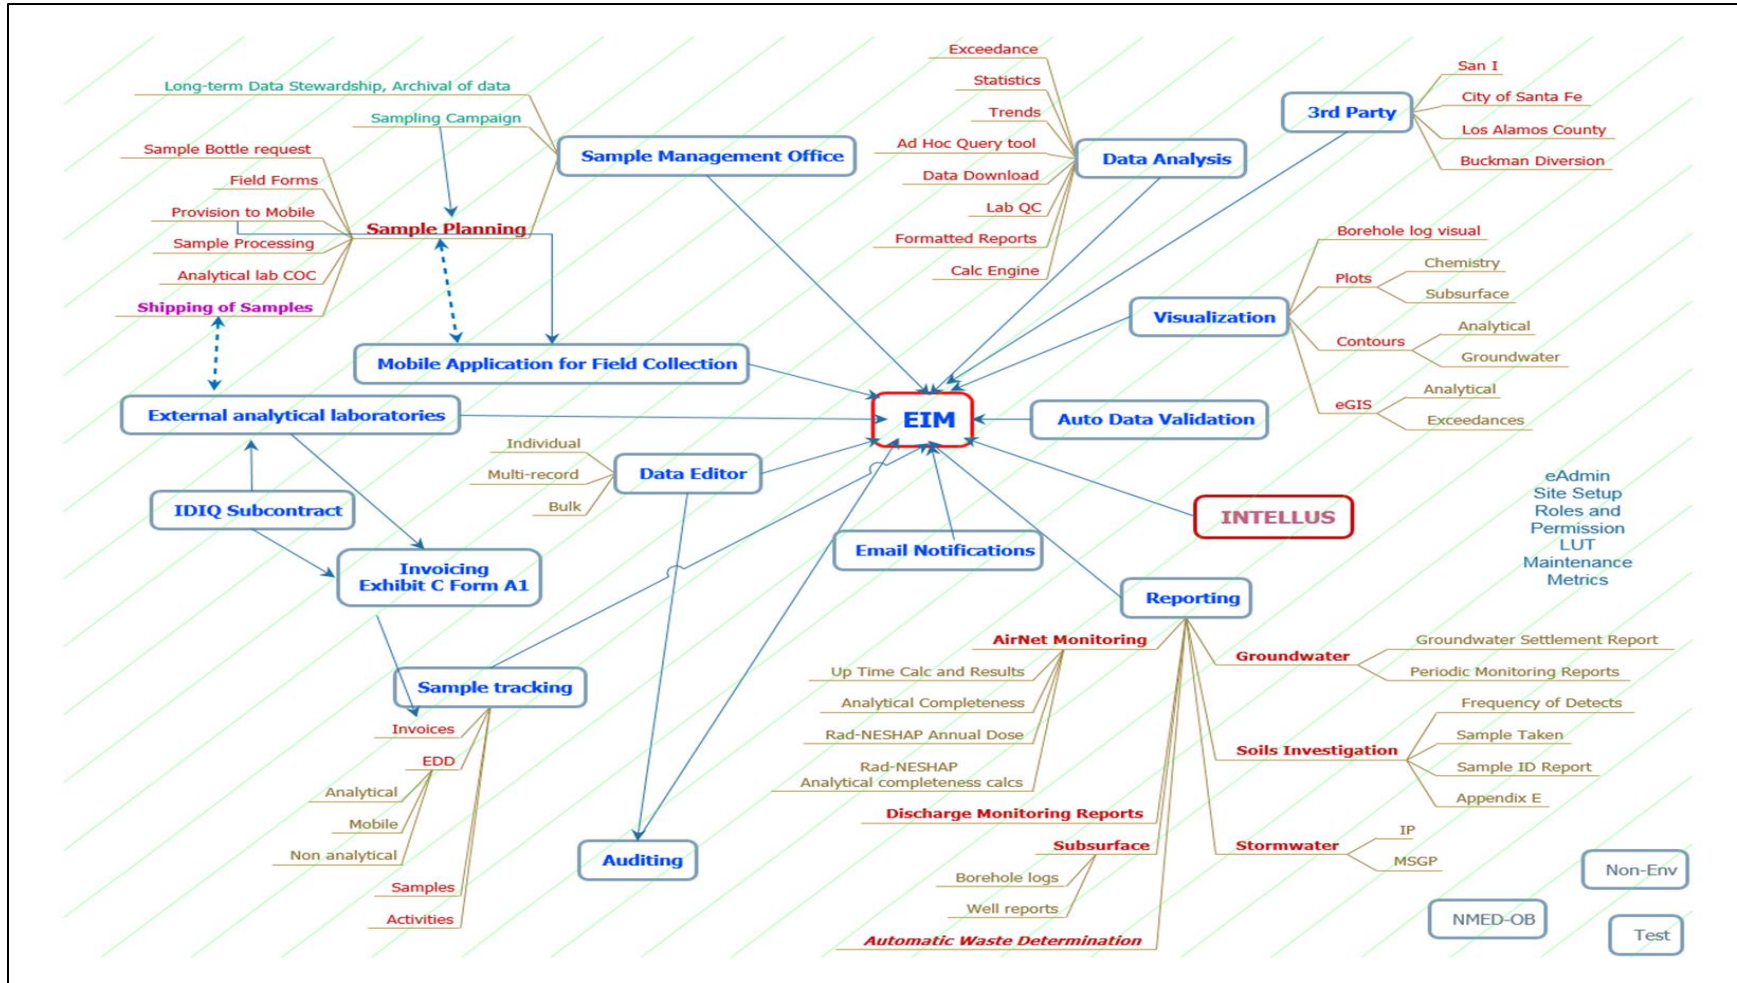 Long-term Data Stewardship, Archival of data
Sampling Campaign
Sample Management Office
Sample Bottle request
Field Forms
Provision to Mobile
Sample Planning
Sample Processing
Analytical lab COC
Shipping of Samples
Mobile Application for Field Collection
External analytical laboratories
IDIQ Subcontract
Invoicing
Exhibit C Form A1
Individual
Multi-record
Bulk
Data Editor
Exceedance
Statistics
Trends
Ad Hoc Query tool
Data Download
Lab QC
Formatted Reports
Calc Engine
Data Analysis
3rd Party
San I
City of Santa Fe
Los Alamos County
Buckman Diversion
Visualization
Borehole log visual
Plots
Chemistry
Subsurface
Contours
Analytical
Groundwater
eGIS
Analytical
Exceedances
EIM
Auto Data Validation
INTELLUS
Email Notifications
eAdmin
Site Setup
Roles and
Permission
LUT
Maintenance
Metrics
Sample tracking
Invoices
EDD
Analytical
Mobile
Non analytical
Samples
Activities
Auditing
Reporting
AirNet Monitoring
Up Time Calc and Results
Analytical Completeness
Rad-NESHAP Annual Dose
Rad-NESHAP
Analytical completeness calcs
Discharge Monitoring Reports
Subsurface
Borehole logs
Well reports
Automatic Waste Determination
Groundwater
Groundwater Settlement Report
Periodic Monitoring Reports
Soils Investigation
Frequency of Detects
Sample Taken
Sample ID Report
Appendix E
Stormwater
IP
MSGP
Non-Env
NMED-OB
Test